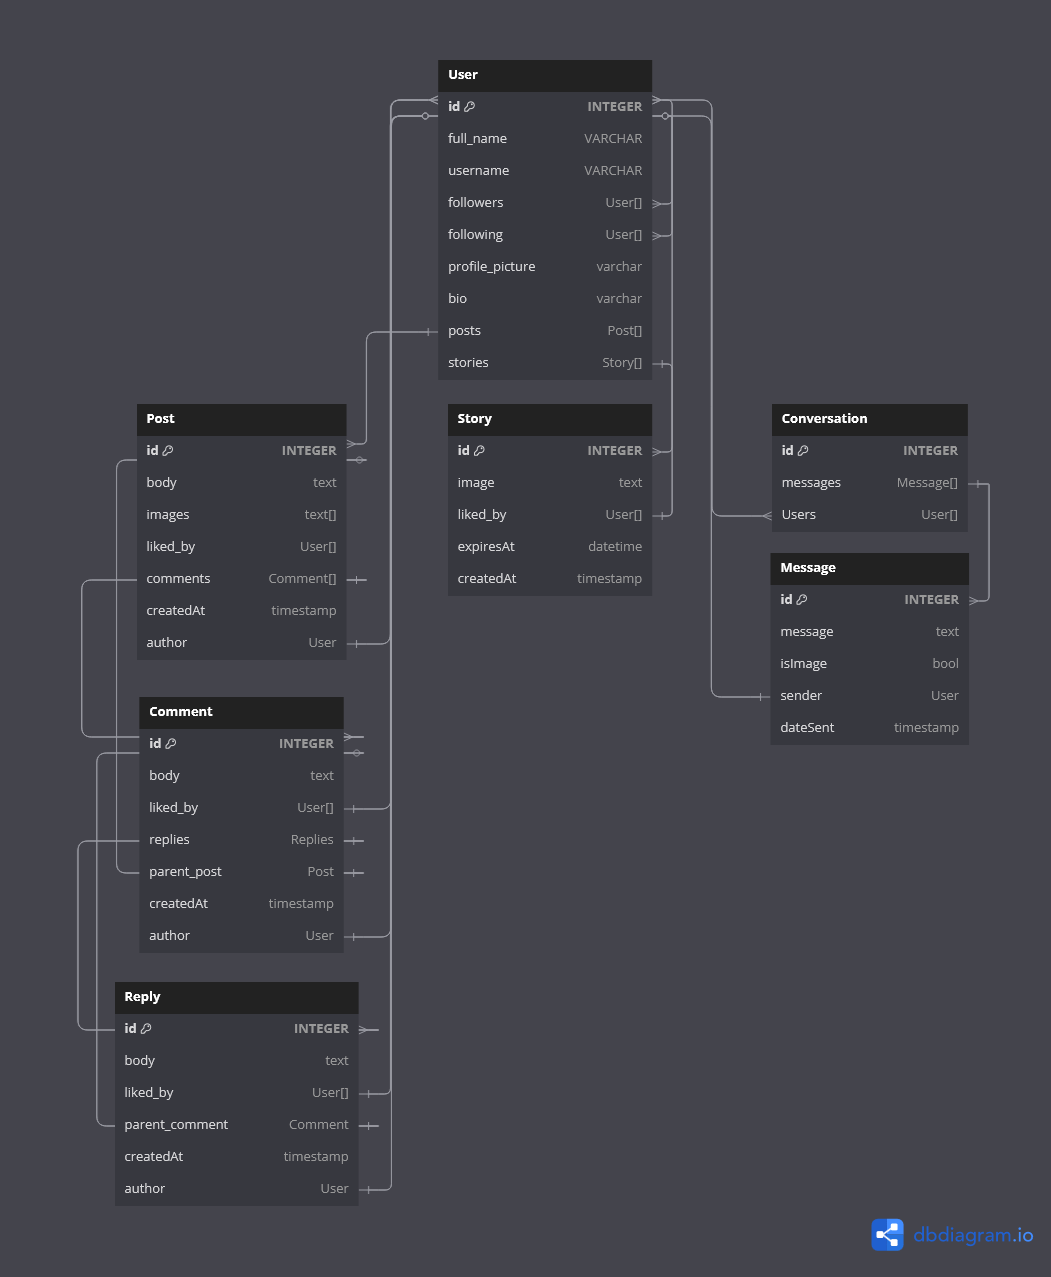 User
id INTEGER
full_name VARCHAR
username VARCHAR
followers User[]
following User[]
profile_picture varchar
bio varchar
posts Post[]
stories Story[]
Post
id INTEGER
body text
images text[]
liked_by User[]
comments Comment[]
createdAt timestamp
author User
Story
id INTEGER
image text
liked_by User[]
expiresAt datetime
createdAt timestamp
Conversation
id INTEGER
messages Message[]
Users User[]
Message
id INTEGER
message text
isImage bool
sender User
dateSent timestamp
Comment
id INTEGER
body text
liked_by User[]
replies Replies
parent_post Post
createdAt timestamp
author User
Reply
id INTEGER
body text
liked_by User[]
parent_comment Comment
createdAt timestamp
author User
dbdiagram.io